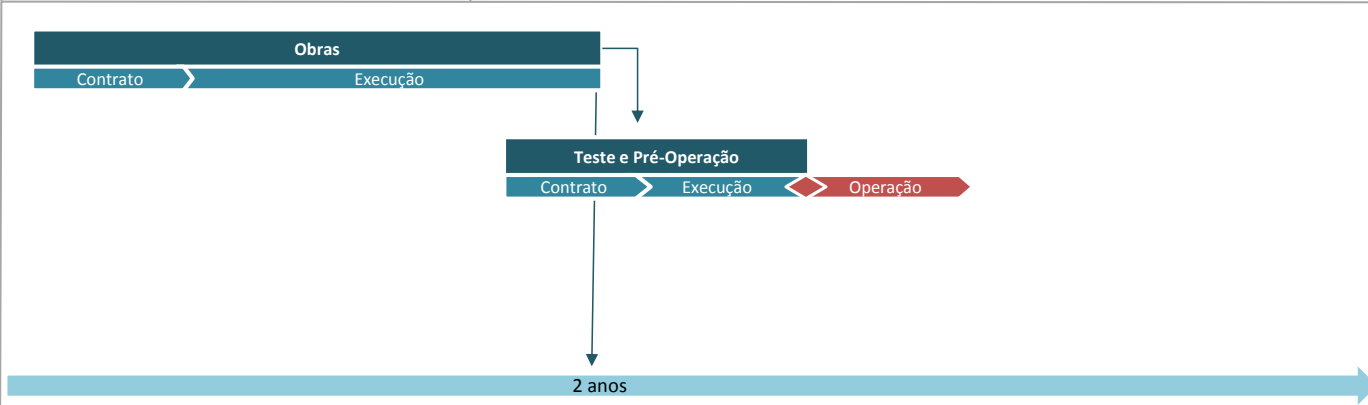 Obras
Contrato
Execução
Teste e Pré-Operação
Contrato
Execução
Operação
2 anos